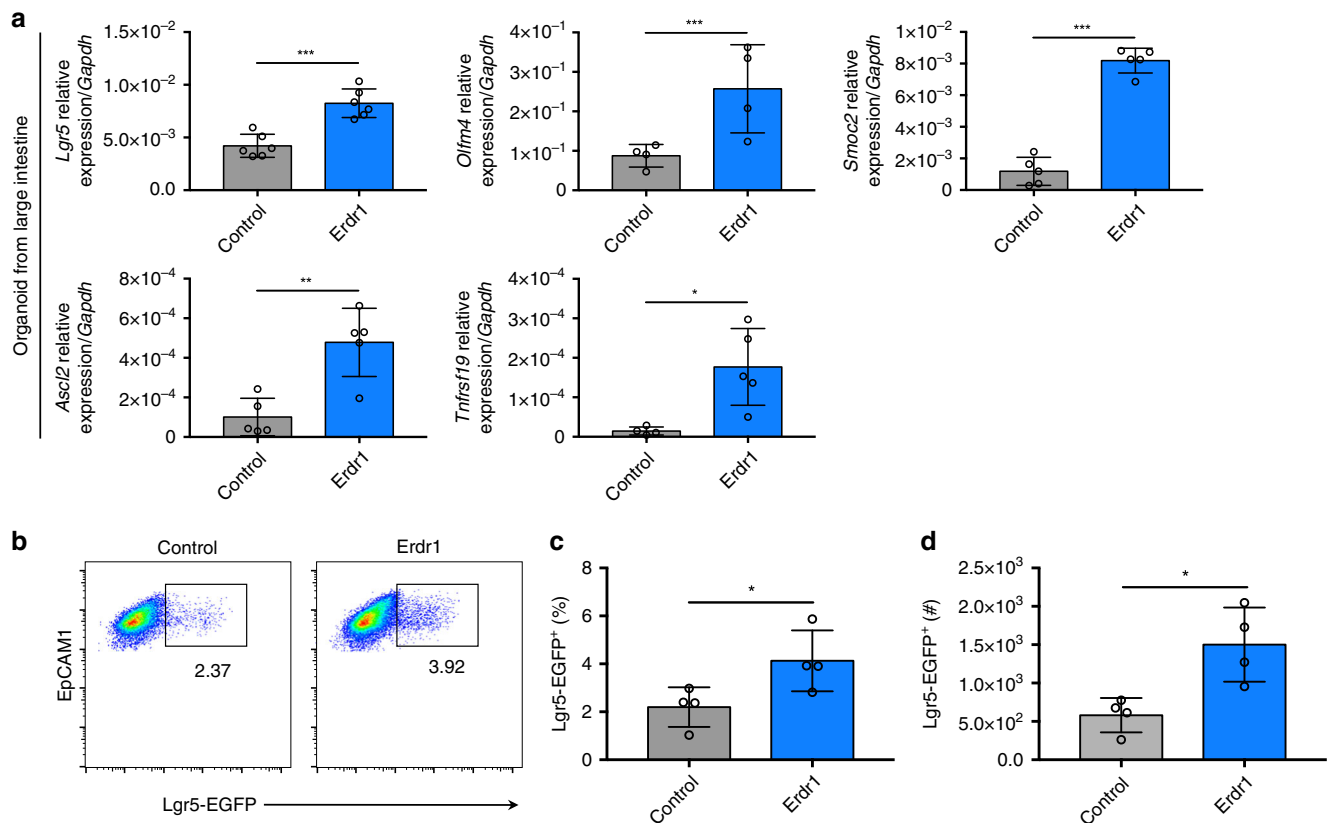 a
Organoid from large intestine
Lgr5 relative
expression/Gapdh
1.5×10⁻²
1.0×10⁻²
5.0×10⁻³
0.0
***
Control
Erdr1
Olfm4 relative
expression/Gapdh
4×10⁻¹
3×10⁻¹
2×10⁻¹
1×10⁻¹
0
***
Control
Erdr1
Smoc2 relative
expression/Gapdh
1×10⁻²
8×10⁻³
6×10⁻³
4×10⁻³
2×10⁻³
0
***
Control
Erdr1
Ascl2 relative
expression/Gapdh
8×10⁻⁴
6×10⁻⁴
4×10⁻⁴
2×10⁻⁴
0
**
Control
Erdr1
Tnfrsf19 relative
expression/Gapdh
4×10⁻⁴
3×10⁻⁴
2×10⁻⁴
1×10⁻⁴
0
*
Control
Erdr1
b
Control
Erdr1
EpCAM1
2.37
3.92
Lgr5-EGFP
c
Lgr5-EGFP⁺ (%)
8
6
4
2
0
*
Control
Erdr1
d
Lgr5-EGFP⁺ (#)
2.5×10³
2.0×10³
1.5×10³
1.0×10³
5.0×10²
0.0
*
Control
Erdr1